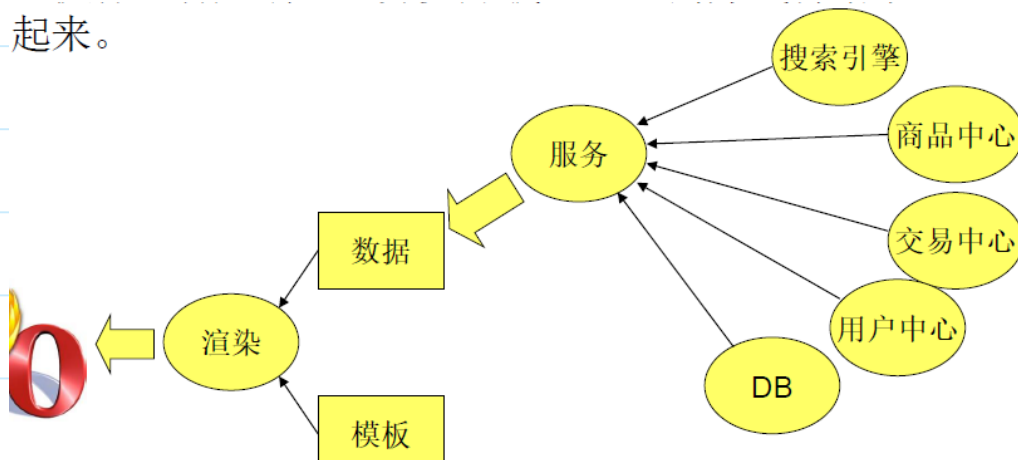 起来。
搜索引擎
商品中心
服务
交易中心
数据
用户中心
渲染
DB
模板